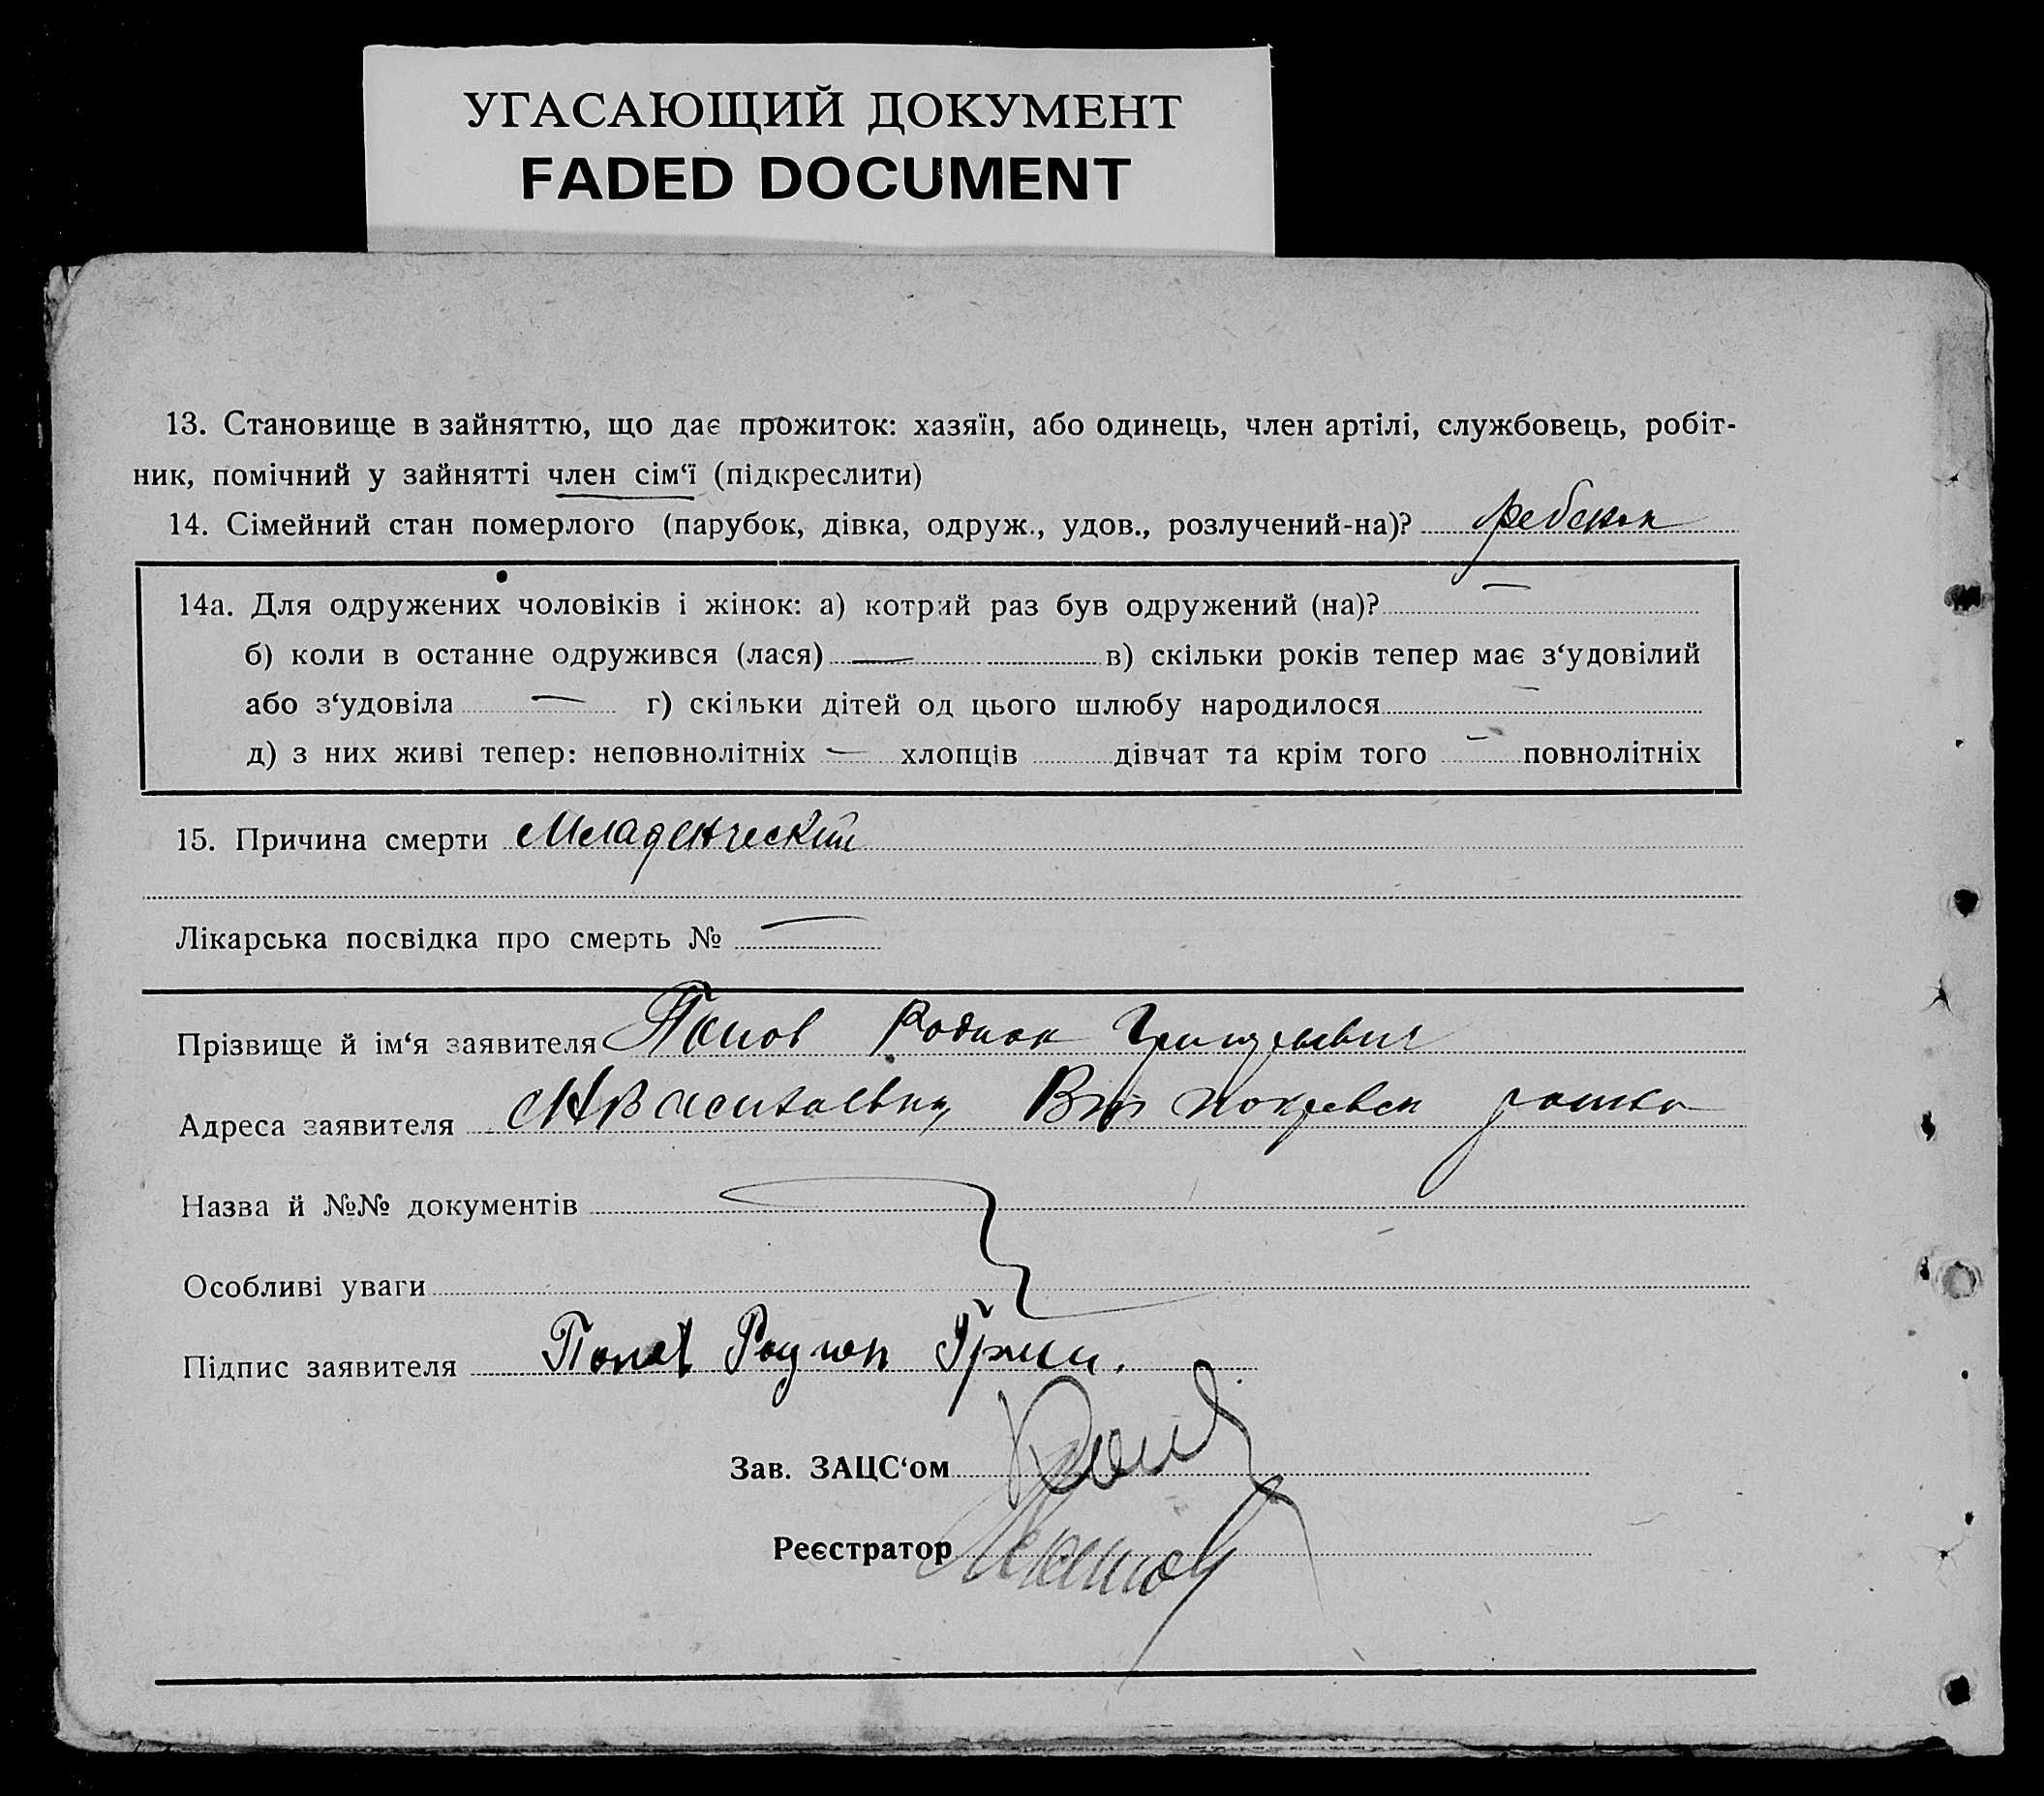 УГАСАЮЩИЙ ДОКУМЕНТ
FADED DOCUMENT
13. Становище в зайняттю, що дає прожиток: хазяїн, або одинець, член артілі, службовець, робіт-
ник, помічний у зайнятті член сім‘ї (підкреслити)
14. Сімейний стан померлого (парубок, дівка, одруж., удов., розлучений-на)? ребенок
14а. Для одружених чоловіків і жінок: а) котрий раз був одружений (на)? —
б) коли в останне одружився (лася) — в) скільки років тепер має з‘удовілий
або з‘удовіла — г) скільки дітей од цього шлюбу народилося —
д) з них живі тепер: неповнолітніх — хлопців дівчат та крім того — повнолітніх
15. Причина смерти Младенческий
Лікарська посвідка про смерть № —
Прізвище й ім‘я заявителя Попов Родион Григорьевич
Адреса заявителя
Назва й №№ документів
Особливі уваги
Підпис заявителя Попов Родион Григ.
Зав. ЗАЦС‘ом
Реєстратор